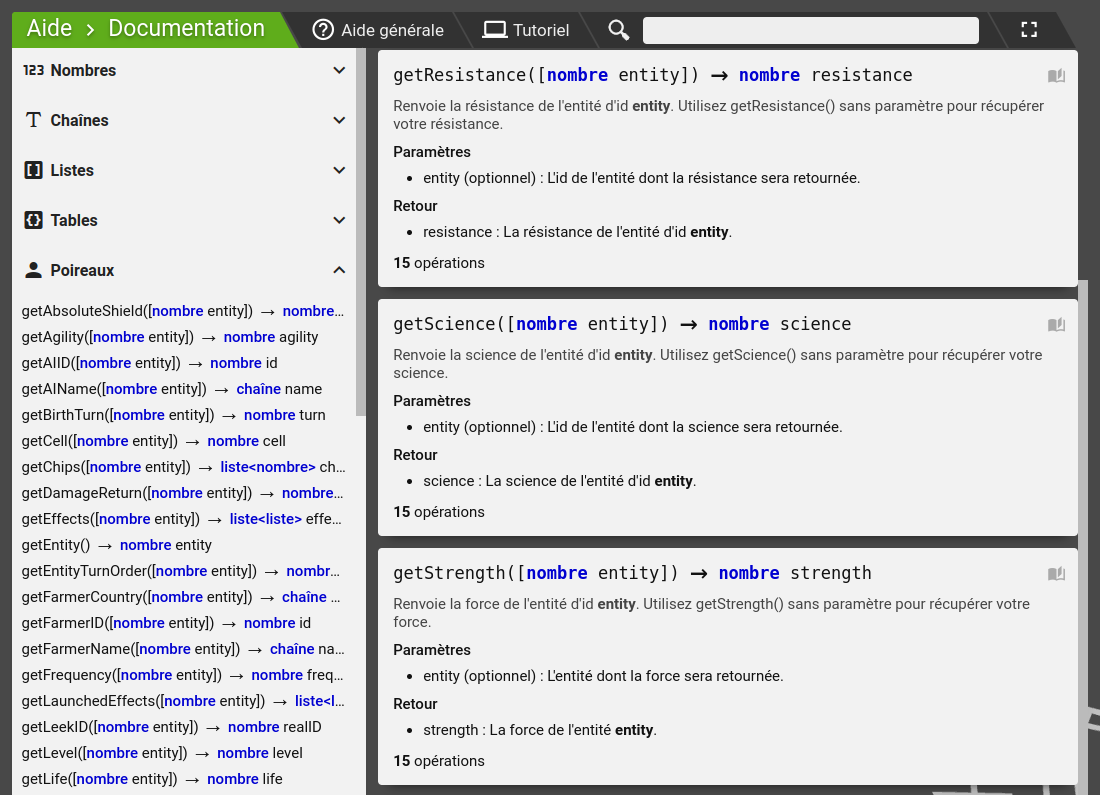 Aide > Documentation
Aide générale
Tutoriel
123 Nombres
T Chaînes
[] Listes
{} Tables
Poireaux
getAbsoluteShield([nombre entity]) → nombre…
getAgility([nombre entity]) → nombre agility
getAIID([nombre entity]) → nombre id
getAIName([nombre entity]) → chaîne name
getBirthTurn([nombre entity]) → nombre turn
getCell([nombre entity]) → nombre cell
getChips([nombre entity]) → liste<nombre> ch…
getDamageReturn([nombre entity]) → nombre…
getEffects([nombre entity]) → liste<liste> effe…
getEntity() → nombre entity
getEntityTurnOrder([nombre entity]) → nombr…
getFarmerCountry([nombre entity]) → chaîne …
getFarmerID([nombre entity]) → nombre id
getFarmerName([nombre entity]) → chaîne na…
getFrequency([nombre entity]) → nombre freq…
getLaunchedEffects([nombre entity]) → liste<l…
getLeekID([nombre entity]) → nombre realID
getLevel([nombre entity]) → nombre level
getLife([nombre entity]) → nombre life
getResistance([nombre entity]) → nombre resistance
Renvoie la résistance de l'entité d'id entity. Utilisez getResistance() sans paramètre pour récupérer
votre résistance.
Paramètres
• entity (optionnel) : L'id de l'entité dont la résistance sera retournée.
Retour
• resistance : La résistance de l'entité d'id entity.
15 opérations
getScience([nombre entity]) → nombre science
Renvoie la science de l'entité d'id entity. Utilisez getScience() sans paramètre pour récupérer votre
science.
Paramètres
• entity (optionnel) : L'id de l'entité dont la science sera retournée.
Retour
• science : La science de l'entité d'id entity.
15 opérations
getStrength([nombre entity]) → nombre strength
Renvoie la force de l'entité d'id entity. Utilisez getStrength() sans paramètre pour récupérer votre
force.
Paramètres
• entity (optionnel) : L'entité dont la force sera retournée.
Retour
• strength : La force de l'entité entity.
15 opérations